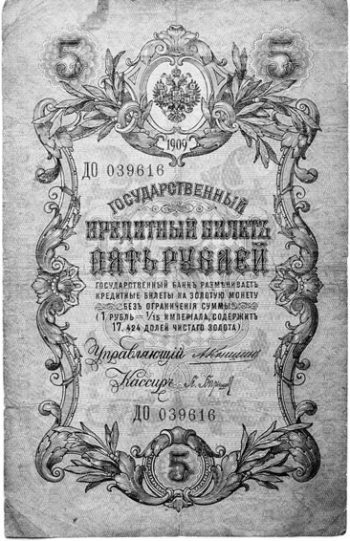 5 5
1909
ДО 039616
ГОСУДАРСТВЕННЫЙ
КРЕДИТНЫЙ БИЛЕТЪ
ПЯТЬ РУБЛЕЙ
ГОСУДАРСТВЕННЫЙ БАНКЪ РАЗМѢНИВАЕТЪ
КРЕДИТНЫЕ БИЛЕТЫ НА ЗОЛОТУЮ МОНЕТУ
БЕЗЪ ОГРАНИЧЕНІЯ СУММЫ
(1 РУБЛЬ = 1/15 ИМПЕРІАЛА, СОДЕРЖИТЪ
17,424 ДОЛЕЙ ЧИСТАГО ЗОЛОТА).
Управляющій
Кассиръ
ДО 039616
5